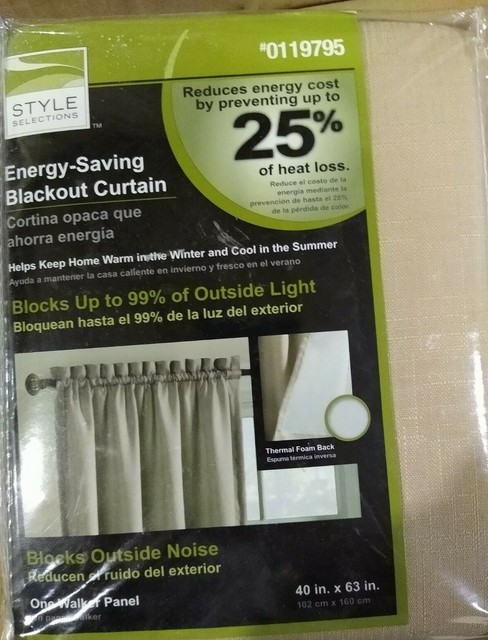 #0119795
STYLE
SELECTIONS
TM
Reduces energy cost
by preventing up to
25%
of heat loss.
Reduce el costo de la
energía mediante la
prevención de hasta el 25%
de la pérdida de calor.
Energy-Saving
Blackout Curtain
Cortina opaca que
ahorra energía
Helps Keep Home Warm in the Winter and Cool in the Summer
Ayuda a mantener la casa caliente en invierno y fresco en el verano
Blocks Up to 99% of Outside Light
Bloquean hasta el 99% de la luz del exterior
Thermal Foam Back
Espuma térmica inversa
Blocks Outside Noise
Reducen el ruido del exterior
One Walker Panel
40 in. x 63 in.
102 cm x 160 cm